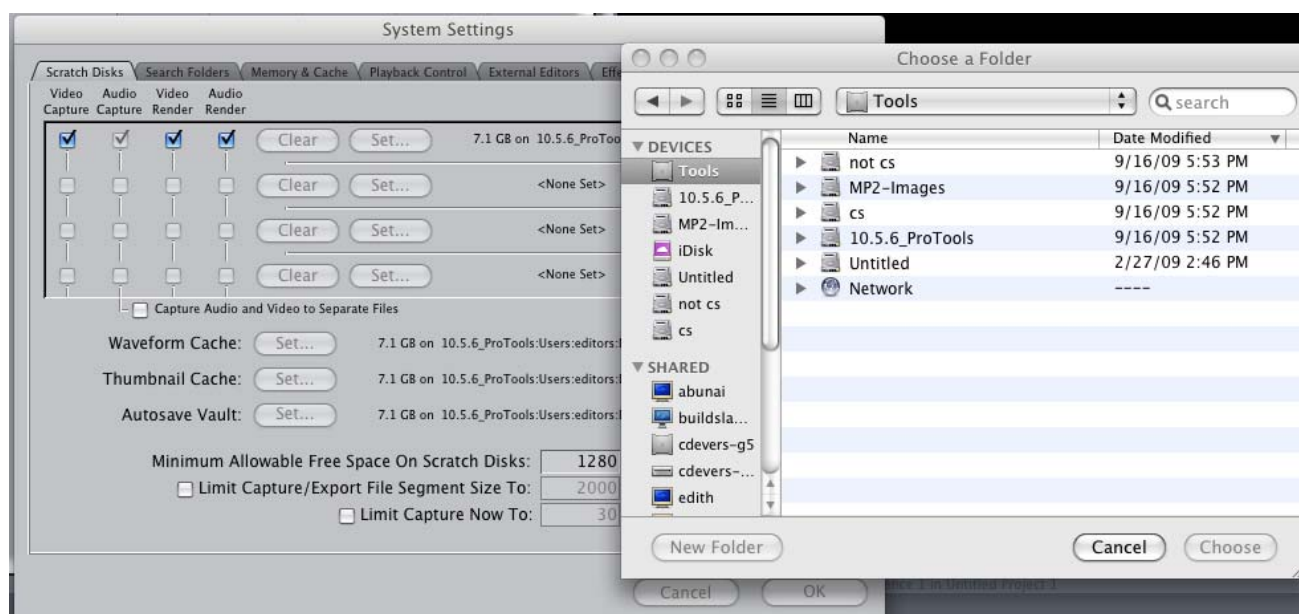 System Settings
Scratch Disks Search Folders Memory & Cache Playback Control External Editors Effe
Video Audio Video Audio
Capture Capture Render Render
Clear Set... 7.1 GB on 10.5.6_ProToo
Clear Set... <None Set>
Clear Set... <None Set>
Clear Set... <None Set>
Capture Audio and Video to Separate Files
Waveform Cache: Set... 7.1 GB on 10.5.6_ProTools:Users:editors:
Thumbnail Cache: Set... 7.1 GB on 10.5.6_ProTools:Users:editors:
Autosave Vault: Set... 7.1 GB on 10.5.6_ProTools:Users:editors:
Minimum Allowable Free Space On Scratch Disks: 1280
Limit Capture/Export File Segment Size To: 2000
Limit Capture Now To: 30
Cancel OK
Choose a Folder
Tools search
DEVICES
Tools
10.5.6_P...
MP2-Im...
iDisk
Untitled
not cs
cs
SHARED
abunai
buildsla...
cdevers-g5
cdevers-...
edith
Name Date Modified
not cs 9/16/09 5:53 PM
MP2-Images 9/16/09 5:52 PM
cs 9/16/09 5:52 PM
10.5.6_ProTools 9/16/09 5:52 PM
Untitled 2/27/09 2:46 PM
Network ----
New Folder Cancel Choose
1 in Untitled Project 1